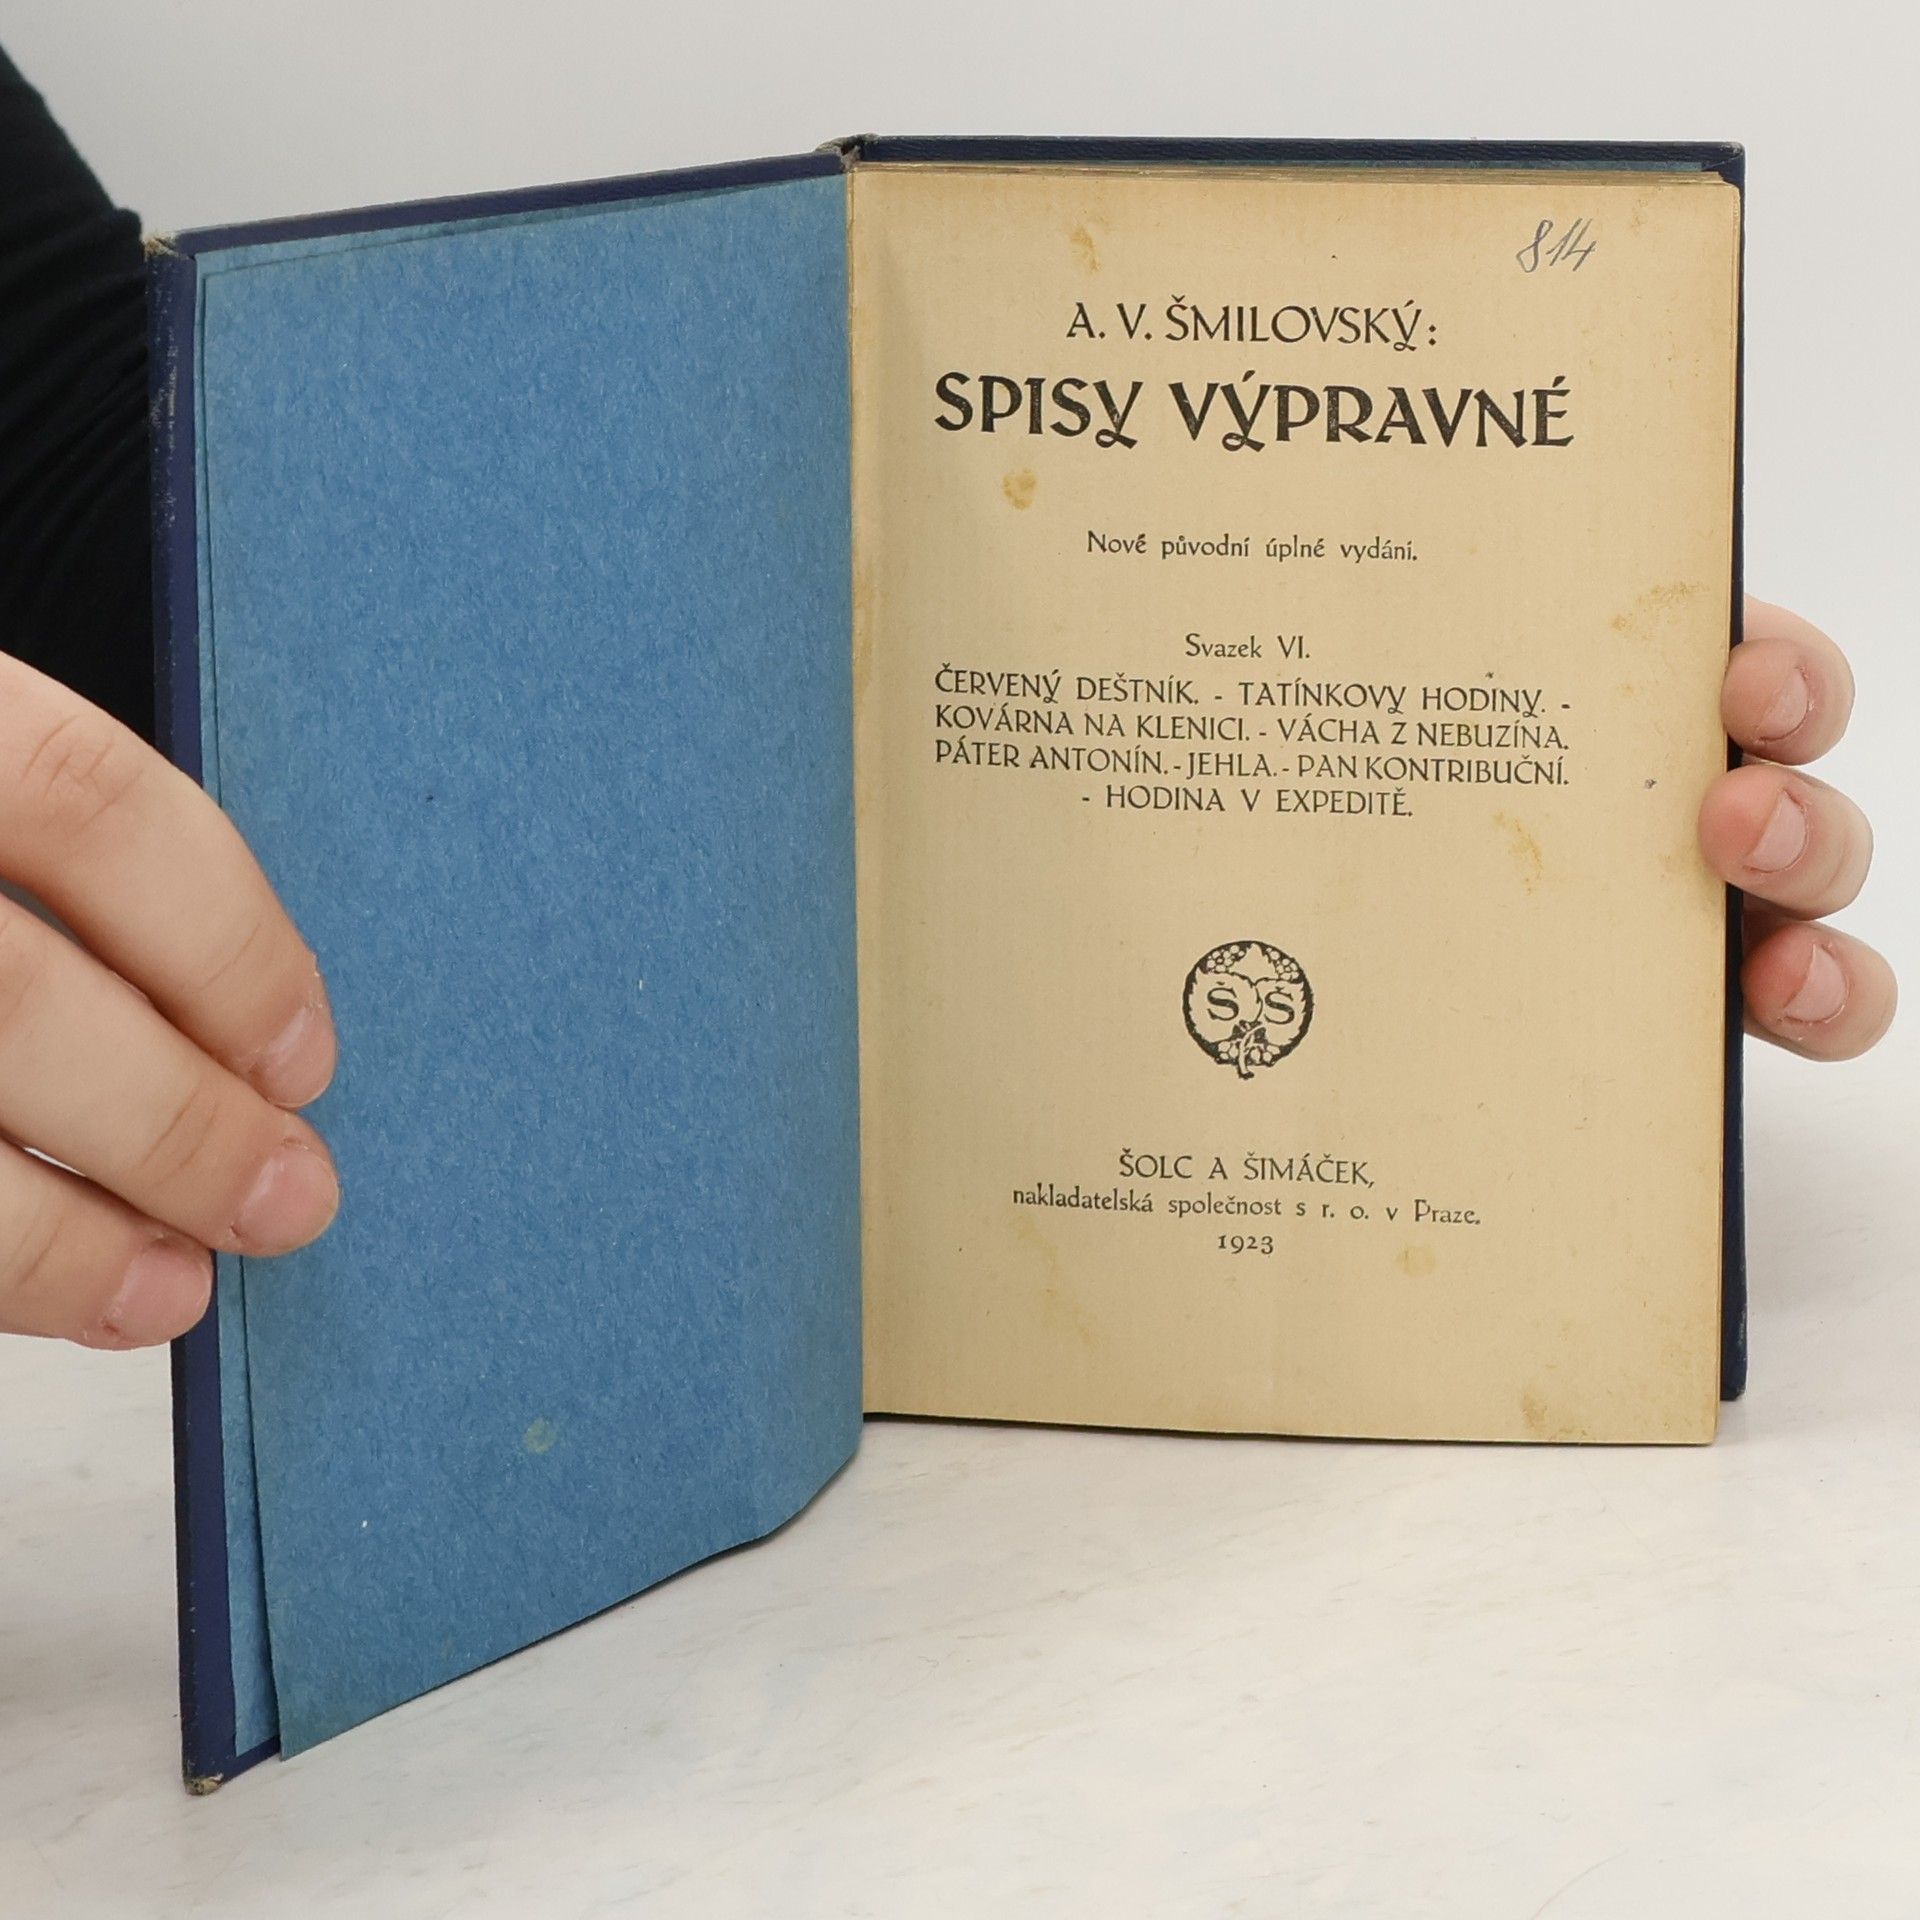 814
A. V. ŠMILOVSKÝ:
SPISY VÝPRAVNÉ
Nové původní úplné vydání.
Svazek VI.
ČERVENÝ DEŠTNÍK. - TATÍNKOVY HODINY. -
KOVÁRNA NA KLENICI. - VÁCHA Z NEBUZÍNA.
PÁTER ANTONÍN. - JEHLA. - PAN KONTRIBUČNÍ.
- HODINA V EXPEDITĚ.
Š Š
ŠOLC A ŠIMÁČEK,
nakladatelská společnost s r. o. v Praze.
1923